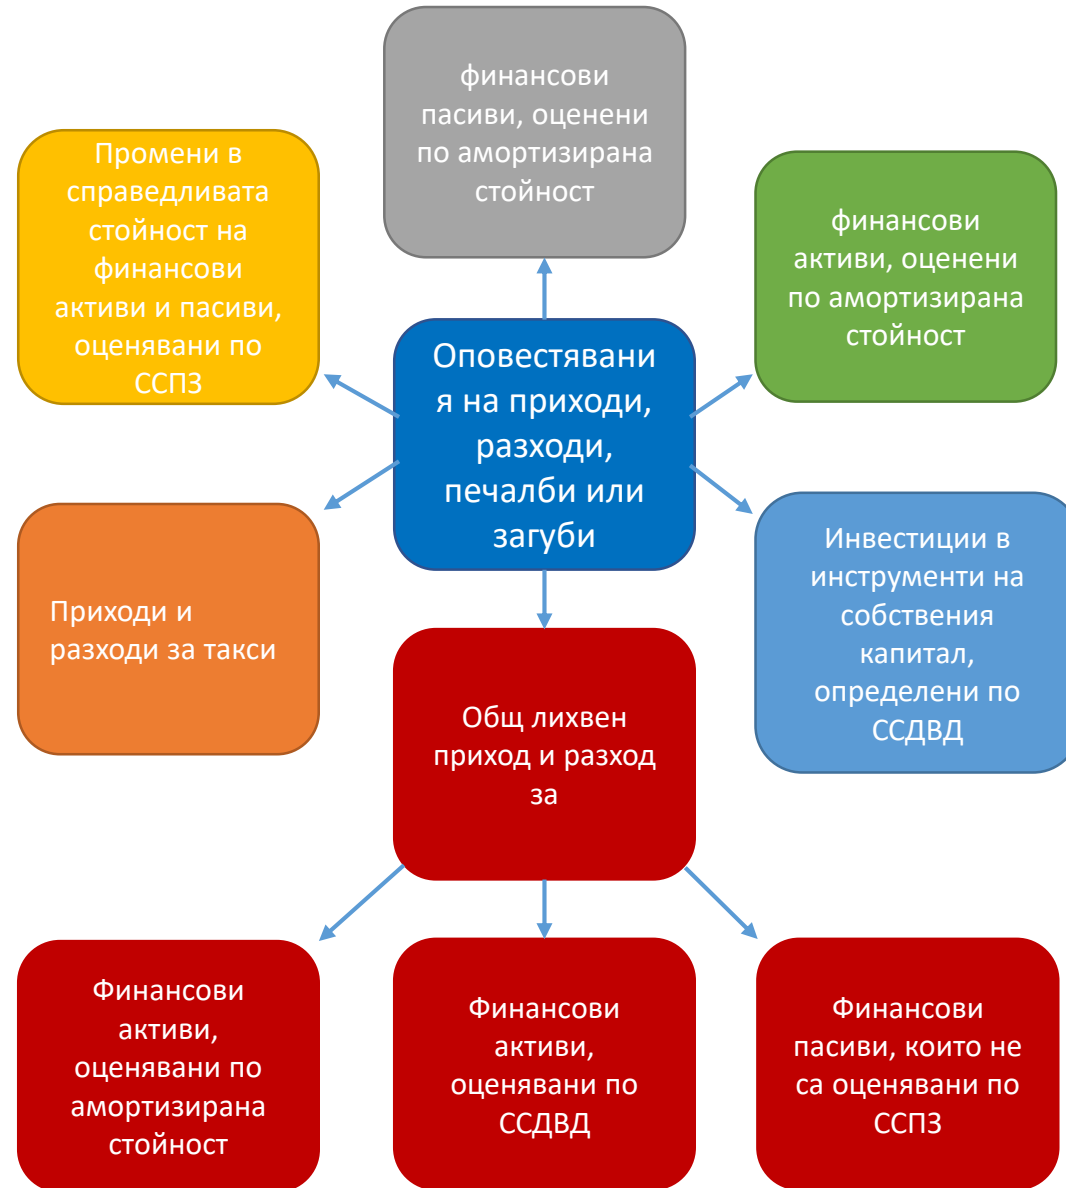 финансови
пасиви, оценени
по амортизирана
стойност
Промени в
справедливата
стойност на
финансови
активи и пасиви,
оценявани по
ССПЗ
финансови
активи, оценени
по амортизирана
стойност
Оповестявани
я на приходи,
разходи,
печалби или
загуби
Приходи и
разходи за такси
Инвестиции в
инструменти на
собствения
капитал,
определени по
ССДВД
Общ лихвен
приход и разход
за
Финансови
активи,
оценявани по
амортизирана
стойност
Финансови
активи,
оценявани по
ССДВД
Финансови
пасиви, които не
са оценявани по
ССПЗ